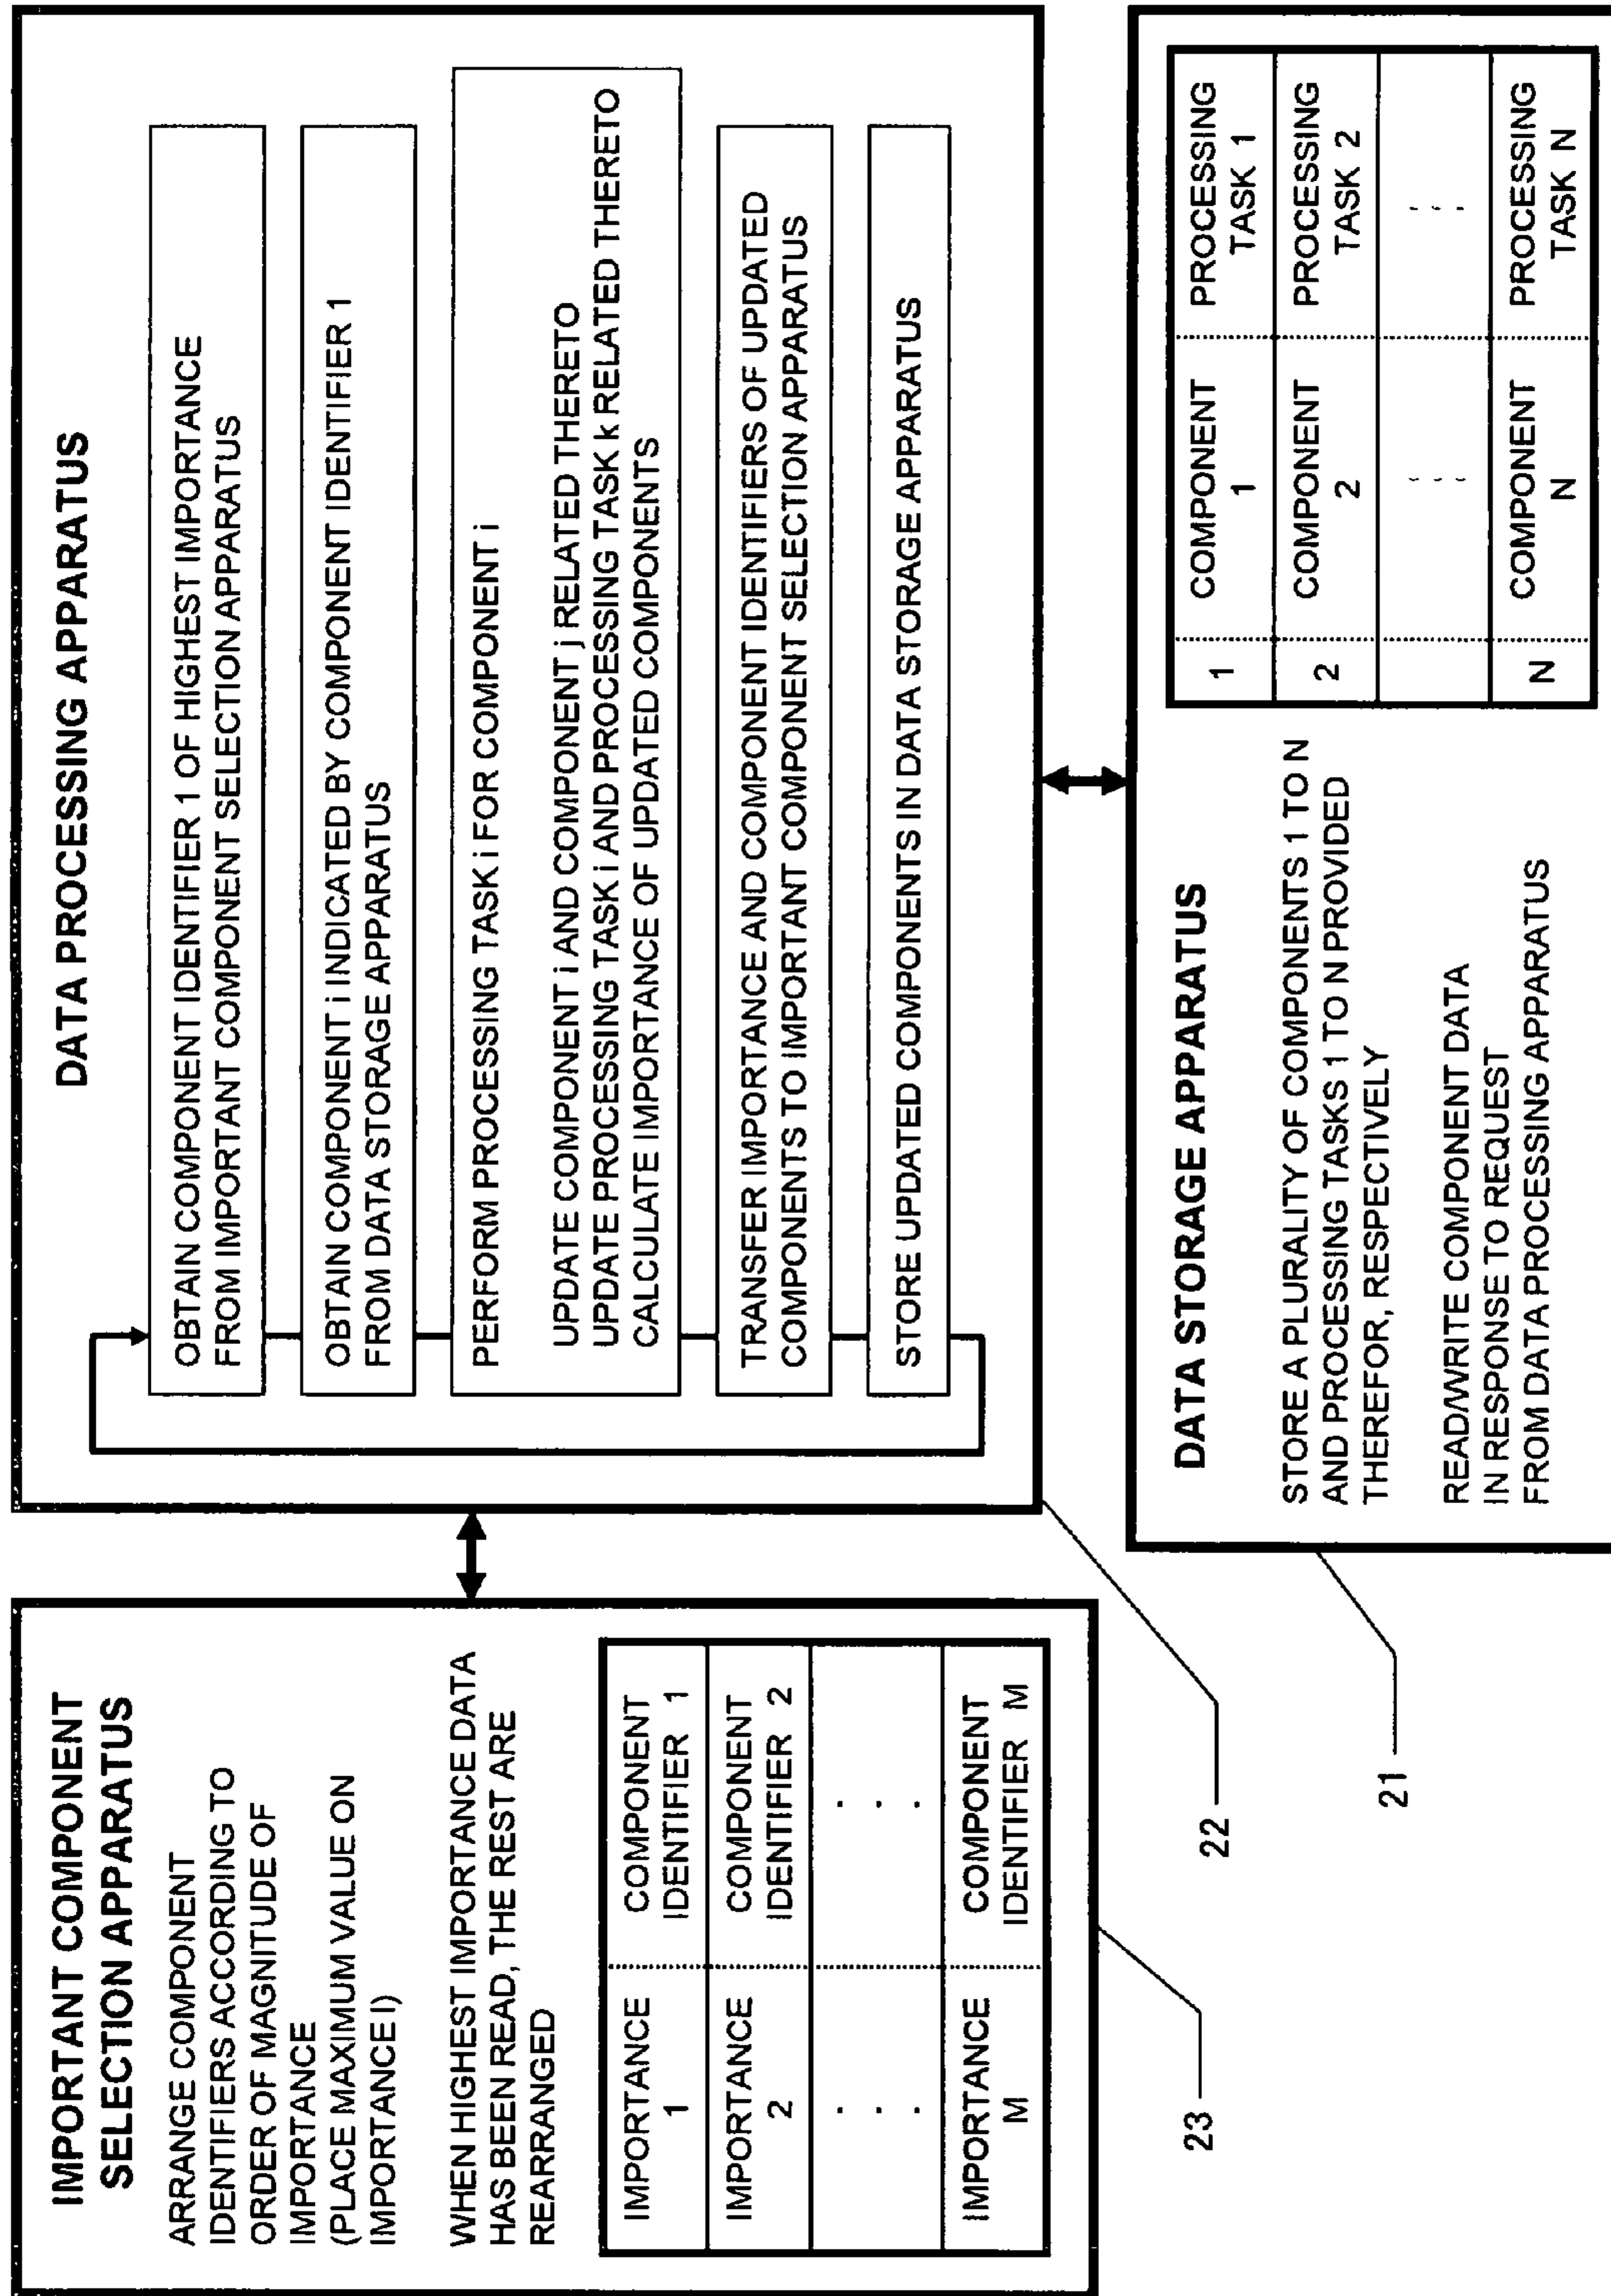 IMPORTANT COMPONENT
SELECTION APPARATUS
ARRANGE COMPONENT
IDENTIFIERS ACCORDING TO
ORDER OF MAGNITUDE OF
IMPORTANCE
(PLACE MAXIMUM VALUE ON
IMPORTANCE I)
WHEN HIGHEST IMPORTANCE DATA
HAS BEEN READ, THE REST ARE
REARRANGED
IMPORTANCE
1
COMPONENT
IDENTIFIER 1
IMPORTANCE
2
COMPONENT
IDENTIFIER 2
. . .
. . .
IMPORTANCE
M
COMPONENT
IDENTIFIER M
23
DATA PROCESSING APPARATUS
OBTAIN COMPONENT IDENTIFIER 1 OF HIGHEST IMPORTANCE
FROM IMPORTANT COMPONENT SELECTION APPARATUS
OBTAIN COMPONENT i INDICATED BY COMPONENT IDENTIFIER 1
FROM DATA STORAGE APPARATUS
PERFORM PROCESSING TASK i FOR COMPONENT i
UPDATE COMPONENT i AND COMPONENT j RELATED THERETO
UPDATE PROCESSING TASK i AND PROCESSING TASK k RELATED THERETO
CALCULATE IMPORTANCE OF UPDATED COMPONENTS
TRANSFER IMPORTANCE AND COMPONENT IDENTIFIERS OF UPDATED
COMPONENTS TO IMPORTANT COMPONENT SELECTION APPARATUS
STORE UPDATED COMPONENTS IN DATA STORAGE APPARATUS
22
DATA STORAGE APPARATUS
STORE A PLURALITY OF COMPONENTS 1 TO N
AND PROCESSING TASKS 1 TO N PROVIDED
THEREFOR, RESPECTIVELY
READ/WRITE COMPONENT DATA
IN RESPONSE TO REQUEST
FROM DATA PROCESSING APPARATUS
1
COMPONENT
1
PROCESSING
TASK 1
2
COMPONENT
2
PROCESSING
TASK 2
. . .
. . .
N
COMPONENT
N
PROCESSING
TASK N
21